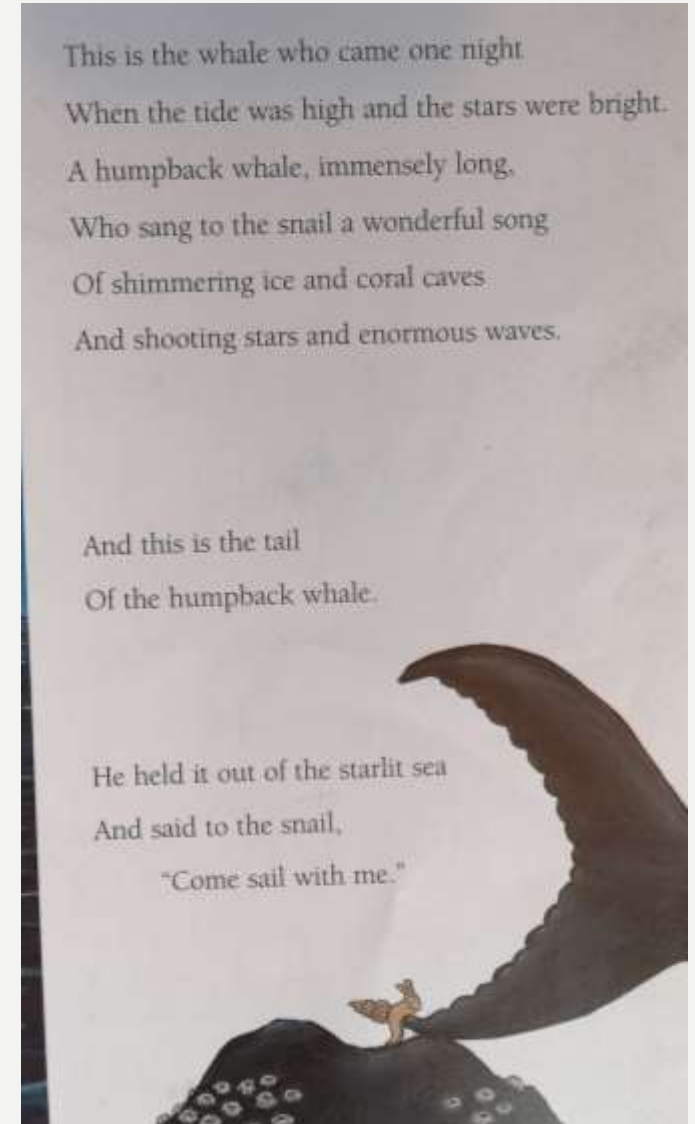 This is the whale who came one night
When the tide was high and the stars were bright.
A humpback whale, immensely long,
Who sang to the snail a wonderful song
Of shimmering ice and coral caves
And shooting stars and enormous waves.
And this is the tail
Of the humpback whale.
He held it out of the starlit sea
And said to the snail,
"Come sail with me."